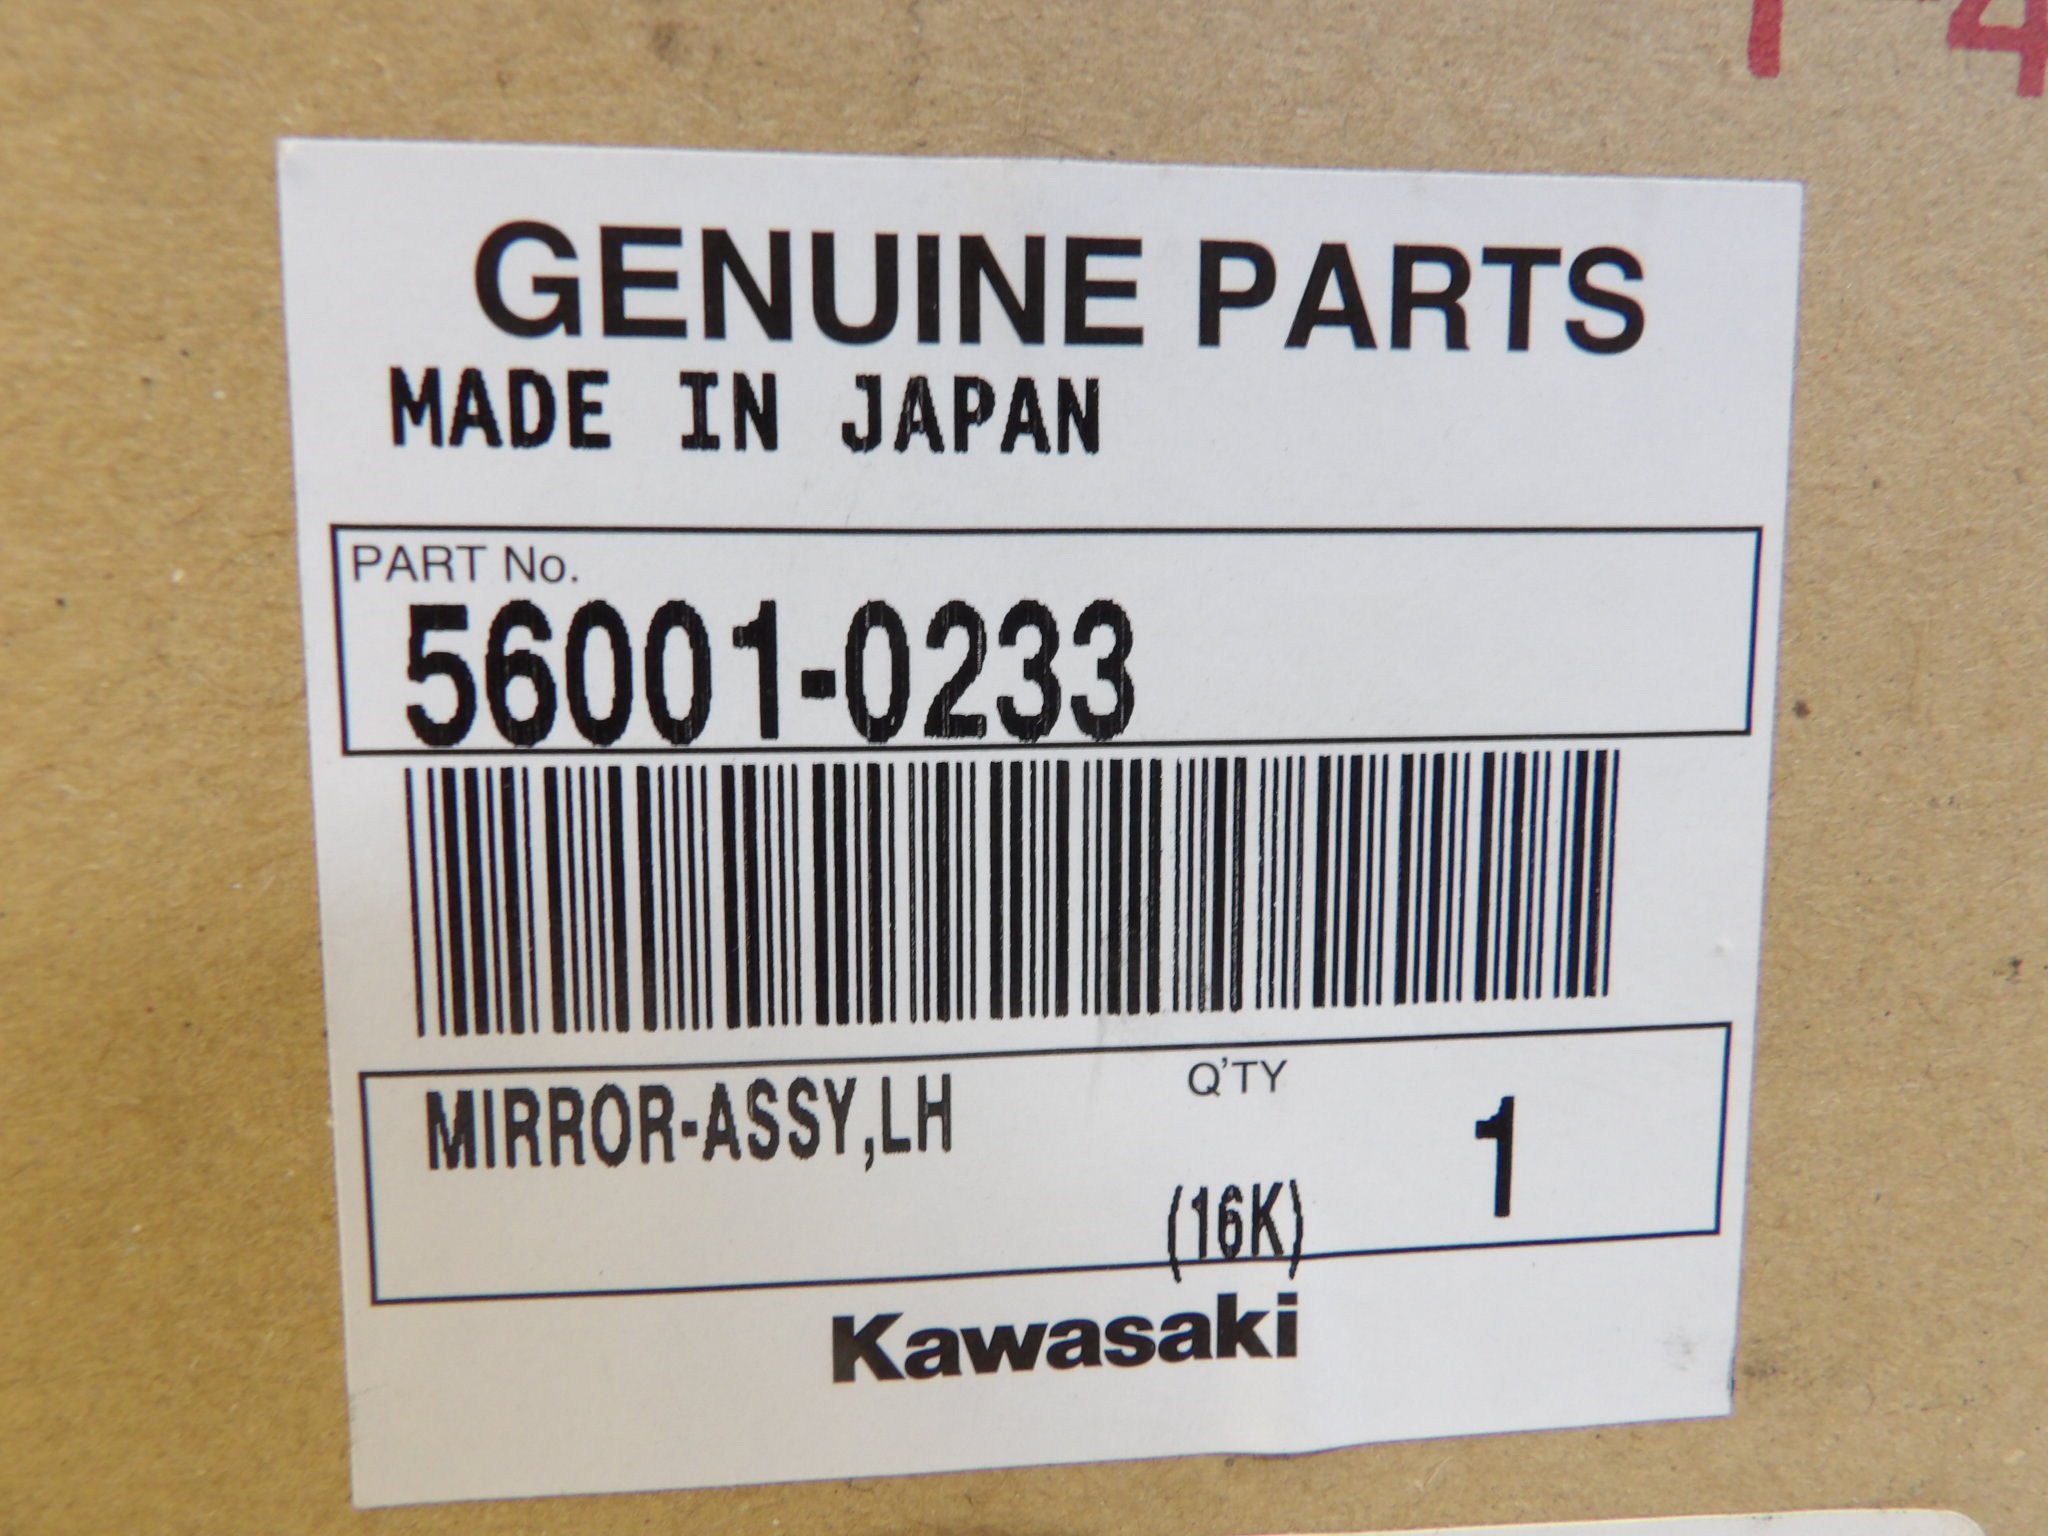 GENUINE PARTS
MADE IN JAPAN
PART No.
56001-0233
MIRROR-ASSY,LH
Q'TY
1
(16K)
Kawasaki